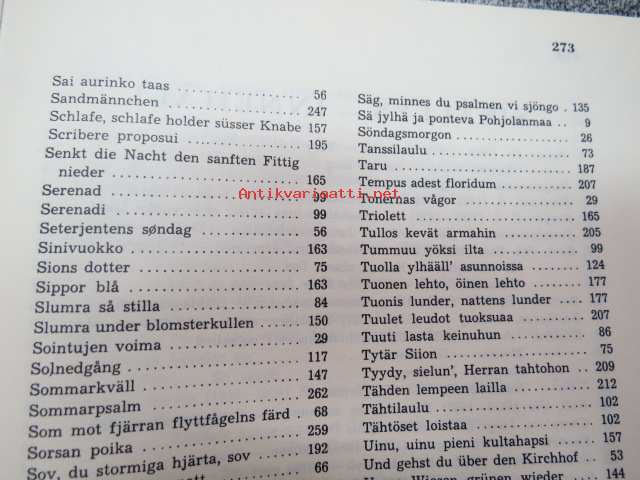 273
Sai aurinko taas .................. 56
Sandmännchen .................. 247
Schlafe, schlafe holder süsser Knabe 157
Scribere proposui .................. 195
Senkt die Nacht den sanften Fittig
nieder .................. 165
Serenad .................. 99
Serenadi .................. 99
Seterjentens søndag .................. 56
Sinivuokko .................. 163
Sions dotter .................. 75
Sippor blå .................. 163
Slumra så stilla .................. 84
Slumra under blomsterkullen ...... 150
Sointujen voima .................. 29
Solnedgång .................. 117
Sommarkväll .................. 147
Sommarpsalm .................. 262
Som mot fjärran flyttfågelns färd . 68
Sorsan poika .................. 259
Sov, du stormiga hjärta, sov ...... 192
66
Säg, minnes du psalmen vi sjöngo . 135
Sä jylhä ja ponteva Pohjolanmaa .. 9
Söndagsmorgon .................. 26
Tanssilaulu .................. 73
Taru .................. 187
Tempus adest floridum .......... 207
Tonernas vågor .................. 29
Triolett .................. 165
Tullos kevät armahin .......... 205
Tummuu yöksi ilta .............. 99
Tuolla ylhääll' asunnoissa ...... 124
Tuonen lehto, öinen lehto ...... 177
Tuonis lunder, nattens lunder .. 177
Tuulet leudot tuoksuaa .......... 207
Tuuti lasta keinuhun .......... 86
Tytär Siion .................. 75
Tyydy, sielun', Herran tahtohon . 209
Tähden lempeen lailla .......... 212
Tähtilaulu .................. 102
Tähtöset loistaa .............. 102
Uinu, uinu pieni kultahapsi ...... 157
Und gehst du über den Kirchhof .. 53
Wiesen grünen wieder .... 144
Antikvariaatti.net